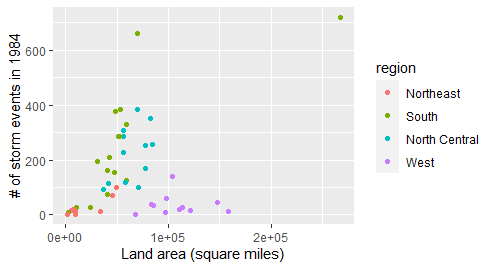 # of storm events in 1984
600
400
200
0
0e+00
1e+05
2e+05
Land area (square miles)
region
Northeast
South
North Central
West